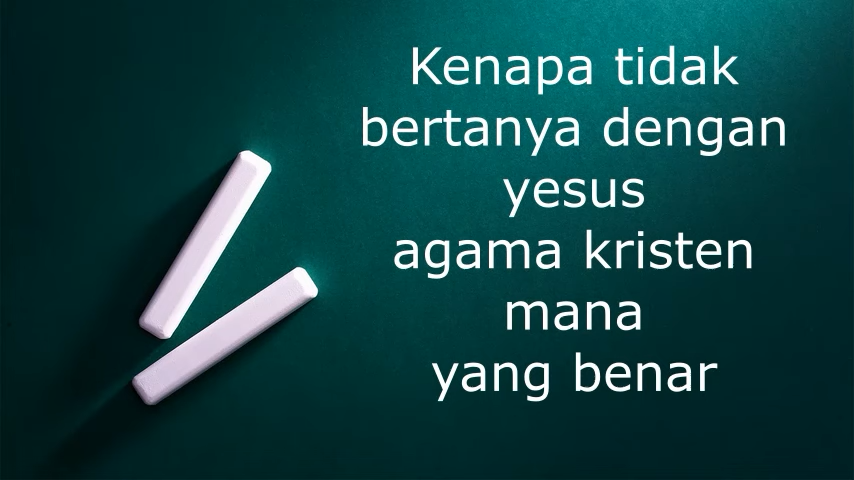 Kenapa tidak
bertanya dengan
yesus
agama kristen
mana
yang benar